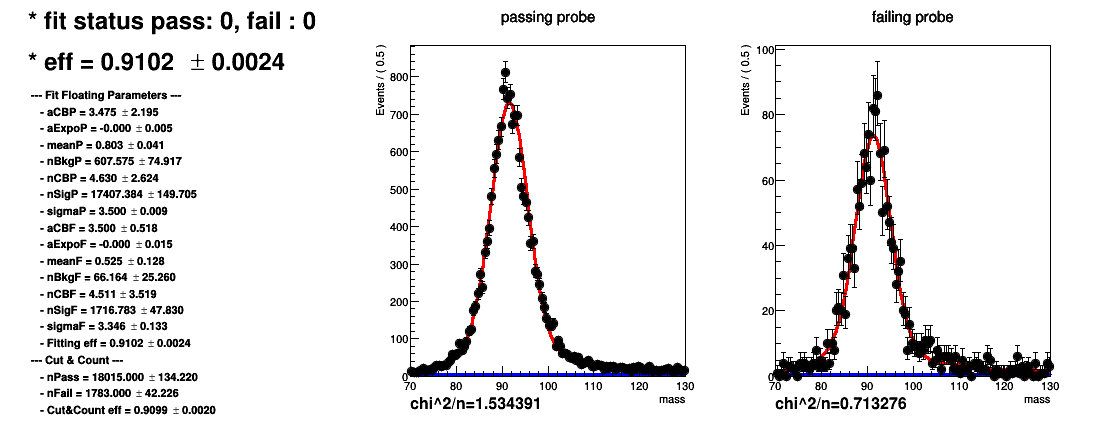 * fit status pass: 0, fail : 0
* eff = 0.9102 ± 0.0024
--- Fit Floating Parameters ---
- aCBP = 3.475 ± 2.195
- aExpoP = -0.000 ± 0.005
- meanP = 0.803 ± 0.041
- nBkgP = 607.575 ± 74.917
- nCBP = 4.630 ± 2.624
- nSigP = 17407.384 ± 149.705
- sigmaP = 3.500 ± 0.009
- aCBF = 3.500 ± 0.518
- aExpoF = -0.000 ± 0.015
- meanF = 0.525 ± 0.128
- nBkgF = 66.164 ± 25.260
- nCBF = 4.511 ± 3.519
- nSigF = 1716.783 ± 47.830
- sigmaF = 3.346 ± 0.133
- Fitting eff = 0.9102 ± 0.0024
--- Cut & Count ---
- nPass = 18015.000 ± 134.220
- nFail = 1783.000 ± 42.226
- Cut&Count eff = 0.9099 ± 0.0020
passing probe
Events / ( 0.5 )
800
700
600
500
400
300
200
100
0
70 80 90 100 110 120 130
mass
chi^2/n=1.534391
failing probe
Events / ( 0.5 )
100
80
60
40
20
0
70 80 90 100 110 120 130
mass
chi^2/n=0.713276